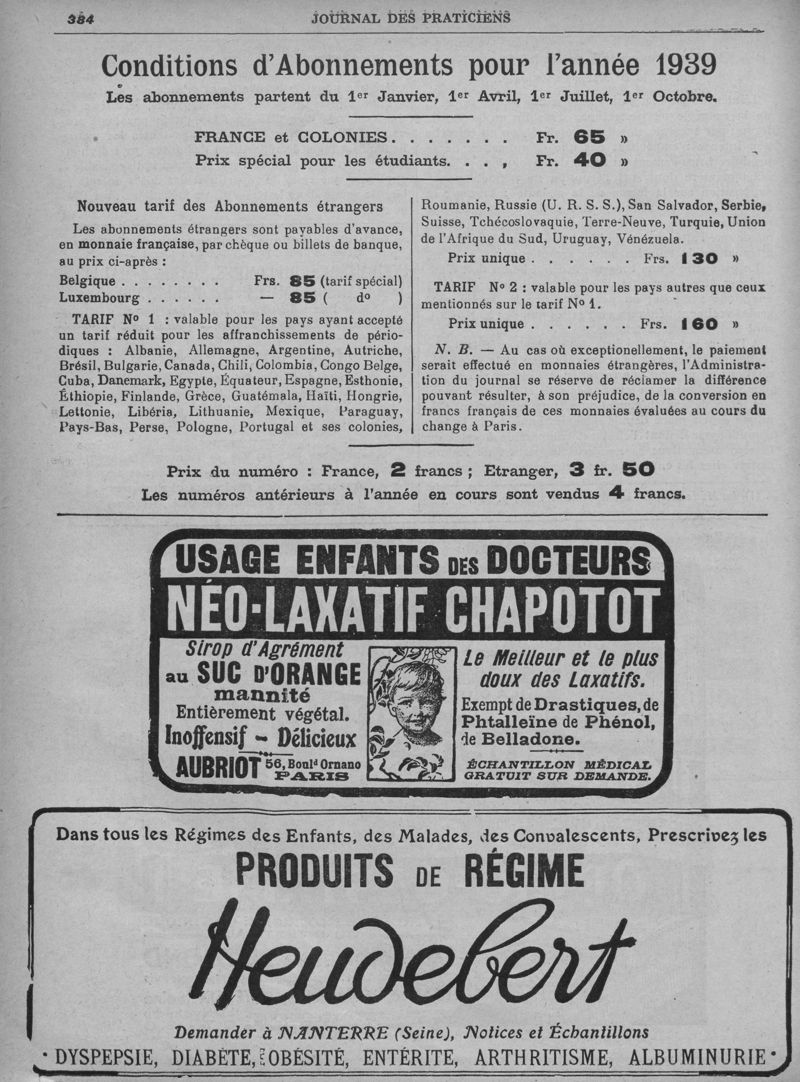 384
JOURNAL DES PRATICIENS
Conditions d'Abonnements pour l'année 1939
Les abonnements partent du 1er Janvier, 1er Avril, 1er Juillet, 1er Octobre.
FRANCE et COLONIES . . . . . . . Fr. 65 »
Prix spécial pour les étudiants. . . , Fr. 40 »
Nouveau tarif des Abonnements étrangers
Les abonnements étrangers sont payables d'avance,
en monnaie française, par chèque ou billets de banque,
au prix ci-après :
Belgique . . . . . . . . Frs. 85 (tarif spécial)
Luxembourg . . . . . . — 85 ( do )
TARIF No 1 : valable pour les pays ayant accepté
un tarif réduit pour les affranchissements de pério-
diques : Albanie, Allemagne, Argentine, Autriche,
Brésil, Bulgarie, Canada, Chili, Colombia, Congo Belge,
Cuba, Danemark, Egypte, Equateur, Espagne, Esthonie,
Éthiopie, Finlande, Grèce, Guatémala, Haïti, Hongrie,
Lettonie, Libéria, Lithuanie, Mexique, Paraguay,
Pays-Bas, Perse, Pologne, Portugal et ses colonies,
Roumanie, Russie (U. R. S. S.), San Salvador, Serbie,
Suisse, Tchécoslovaquie, Terre-Neuve, Turquie, Union
de l'Afrique du Sud, Uruguay, Vénézuela.
Prix unique . . . . . . Frs. 130 »
TARIF No 2 : valable pour les pays autres que ceux
mentionnés sur le tarif No 1.
Prix unique . . . . . . Frs. 160 »
N. B. — Au cas où exceptionellement, le paiement
serait effectué en monnaies étrangères, l'Administra-
tion du journal se réserve de réclamer la différence
pouvant résulter, à son préjudice, de la conversion en
francs français de ces monnaies évaluées au cours du
change à Paris.
Prix du numéro : France, 2 francs ; Etranger, 3 fr. 50
Les numéros antérieurs à l'année en cours sont vendus 4 francs.
USAGE ENFANTS DES DOCTEURS
NÉO-LAXATIF CHAPOTOT
Sirop d'Agrément
au SUC D'ORANGE
mannité
Entièrement végétal.
Inoffensif - Délicieux
AUBRIOT 56, Bould Ornano
PARIS
Le Meilleur et le plus
doux des Laxatifs.
Exempt de Drastiques, de
Phtalleïne de Phénol,
de Belladone.
ÉCHANTILLON MÉDICAL
GRATUIT SUR DEMANDE.
Dans tous les Régimes des Enfants, des Malades, des Convalescents, Prescrivez les
PRODUITS DE RÉGIME
Heudebert
Demander à NANTERRE (Seine), Notices et Échantillons
• DYSPEPSIE, DIABÈTE, OBÉSITÉ, ENTÉRITE, ARTHRITISME, ALBUMINURIE •